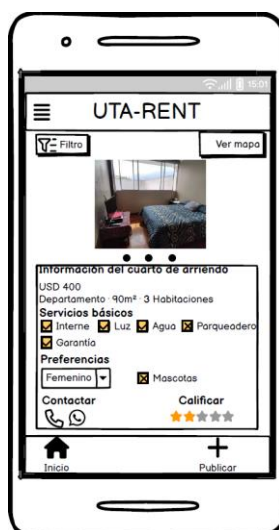 15:01
UTA-RENT
Filtro
Ver mapa
Información del cuarto de arriendo
USD 400
Departamento · 90m² · 3 Habitaciones
Servicios básicos
Interne Luz Agua Parqueadero
Garantía
Preferencias
Femenino Mascotas
Contactar Calificar
Inicio Publicar